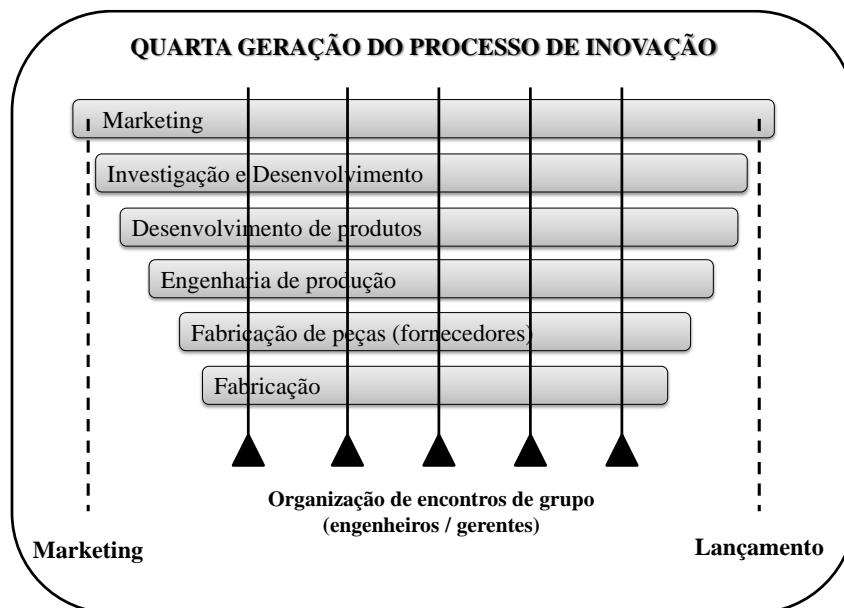 QUARTA GERAÇÃO DO PROCESSO DE INOVAÇÃO
Marketing
Investigação e Desenvolvimento
Desenvolvimento de produtos
Engenharia de produção
Fabricação de peças (fornecedores)
Fabricação
Organização de encontros de grupo
(engenheiros / gerentes)
Marketing
Lançamento